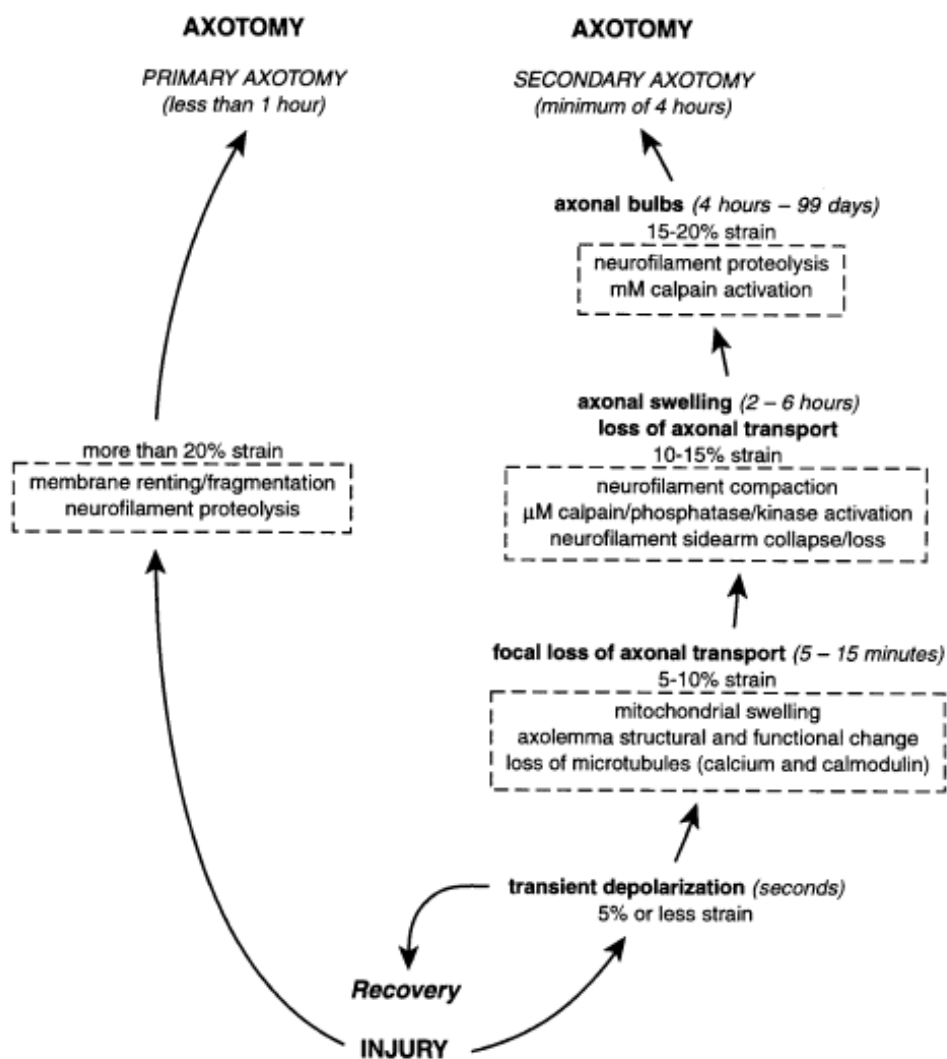 AXOTOMY
PRIMARY AXOTOMY
(less than 1 hour)
more than 20% strain
membrane renting/fragmentation
neurofilament proteolysis
AXOTOMY
SECONDARY AXOTOMY
(minimum of 4 hours)
axonal bulbs (4 hours – 99 days)
15-20% strain
neurofilament proteolysis
mM calpain activation
axonal swelling (2 – 6 hours)
loss of axonal transport
10-15% strain
neurofilament compaction
μM calpain/phosphatase/kinase activation
neurofilament sidearm collapse/loss
focal loss of axonal transport (5 – 15 minutes)
5-10% strain
mitochondrial swelling
axolemma structural and functional change
loss of microtubules (calcium and calmodulin)
transient depolarization (seconds)
5% or less strain
Recovery
INJURY